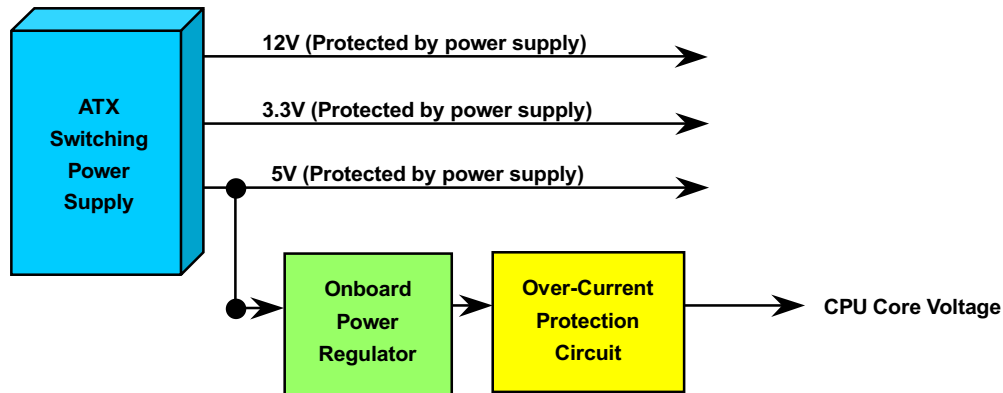 12V (Protected by power supply)
ATX
Switching
Power
Supply
3.3V (Protected by power supply)
5V (Protected by power supply)
Onboard
Power
Regulator
Over-Current
Protection
Circuit
CPU Core Voltage